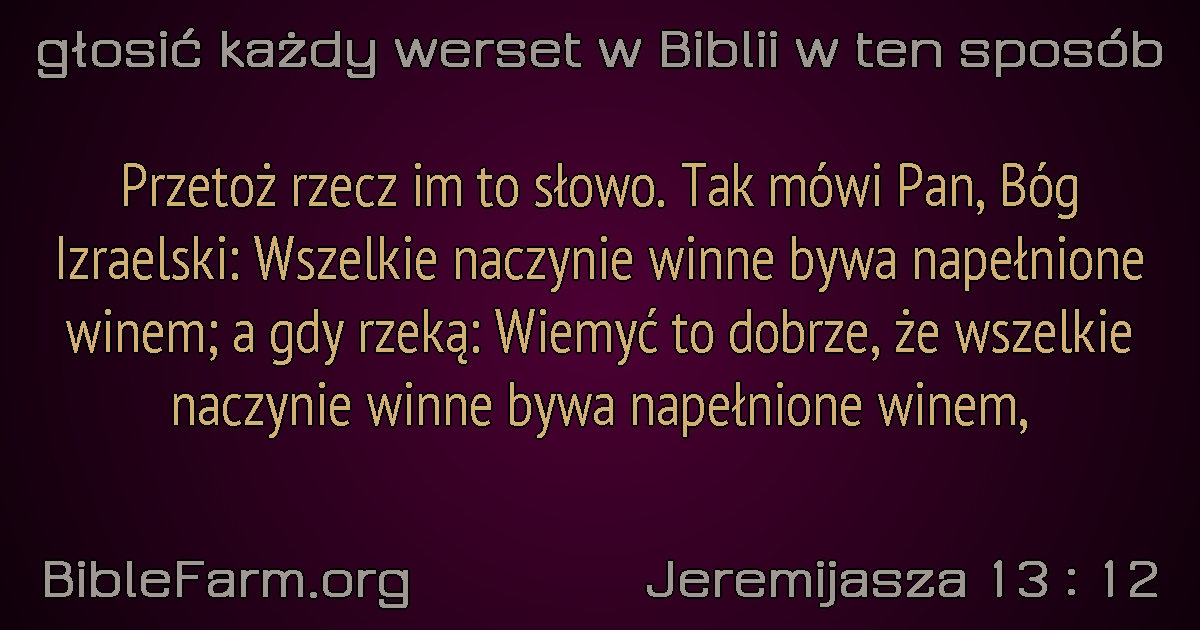 głosić każdy werset w Biblii w ten sposób
Przetoż rzecz im to słowo. Tak mówi Pan, Bóg
Izraelski: Wszelkie naczynie winne bywa napełnione
winem; a gdy rzeką: Wiemyć to dobrze, że wszelkie
naczynie winne bywa napełnione winem,
BibleFarm.org
Jeremijasza 13 : 12